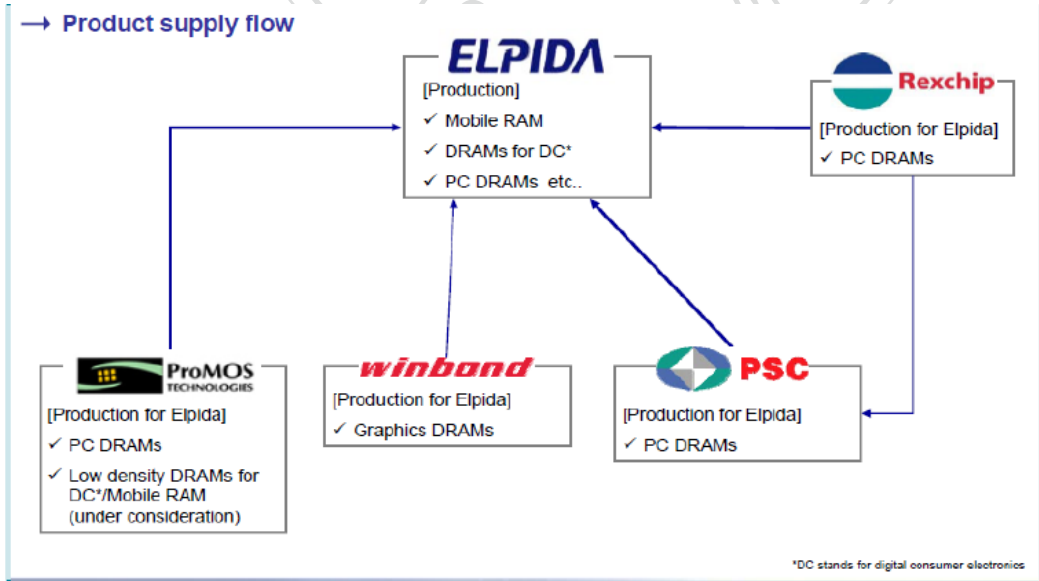 → Product supply flow
ELPIDA
[Production]
✓ Mobile RAM
✓ DRAMs for DC*
✓ PC DRAMs etc..
Rexchip
[Production for Elpida]
✓ PC DRAMs
ProMOS
TECHNOLOGIES
[Production for Elpida]
✓ PC DRAMs
✓ Low density DRAMs for
DC*/Mobile RAM
(under consideration)
winbond
[Production for Elpida]
✓ Graphics DRAMs
PSC
[Production for Elpida]
✓ PC DRAMs
*DC stands for digital consumer electronics